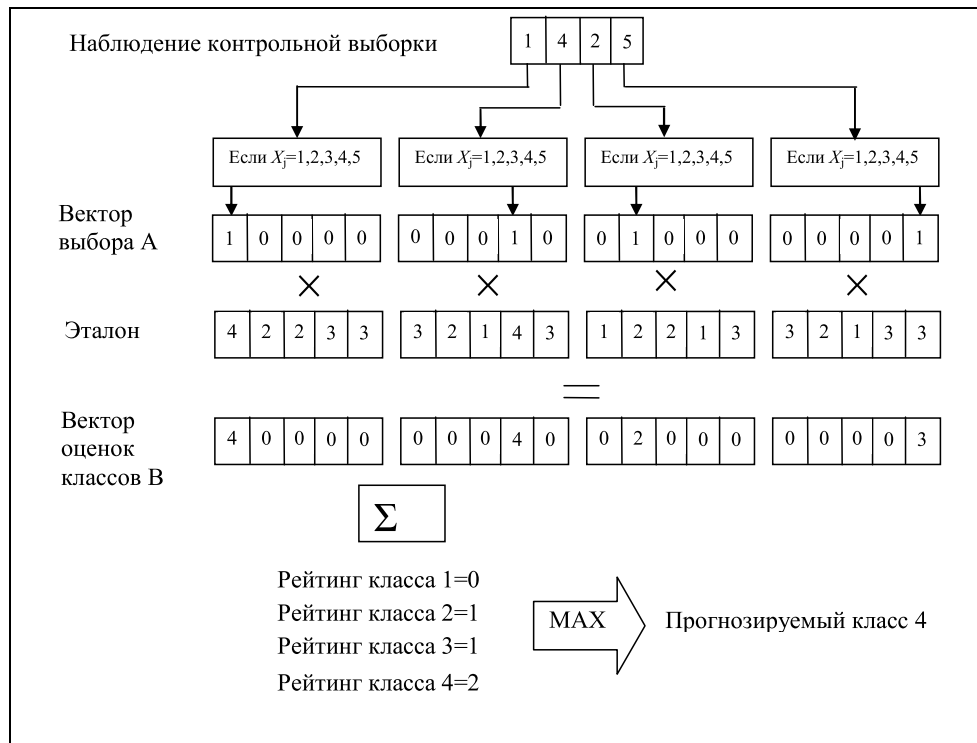 Наблюдение контрольной выборки
1 4 2 5
Если Xj=1,2,3,4,5 Если Xj=1,2,3,4,5 Если Xj=1,2,3,4,5 Если Xj=1,2,3,4,5
Вектор
выбора А
1 0 0 0 0 0 0 0 1 0 0 1 0 0 0 0 0 0 0 1
× × × ×
Эталон
4 2 2 3 3 3 2 1 4 3 1 2 2 1 3 3 2 1 3 3
=
Вектор
оценок
классов В
4 0 0 0 0 0 0 0 4 0 0 2 0 0 0 0 0 0 0 3
Σ
Рейтинг класса 1=0
Рейтинг класса 2=1
Рейтинг класса 3=1
Рейтинг класса 4=2
МАХ
Прогнозируемый класс 4